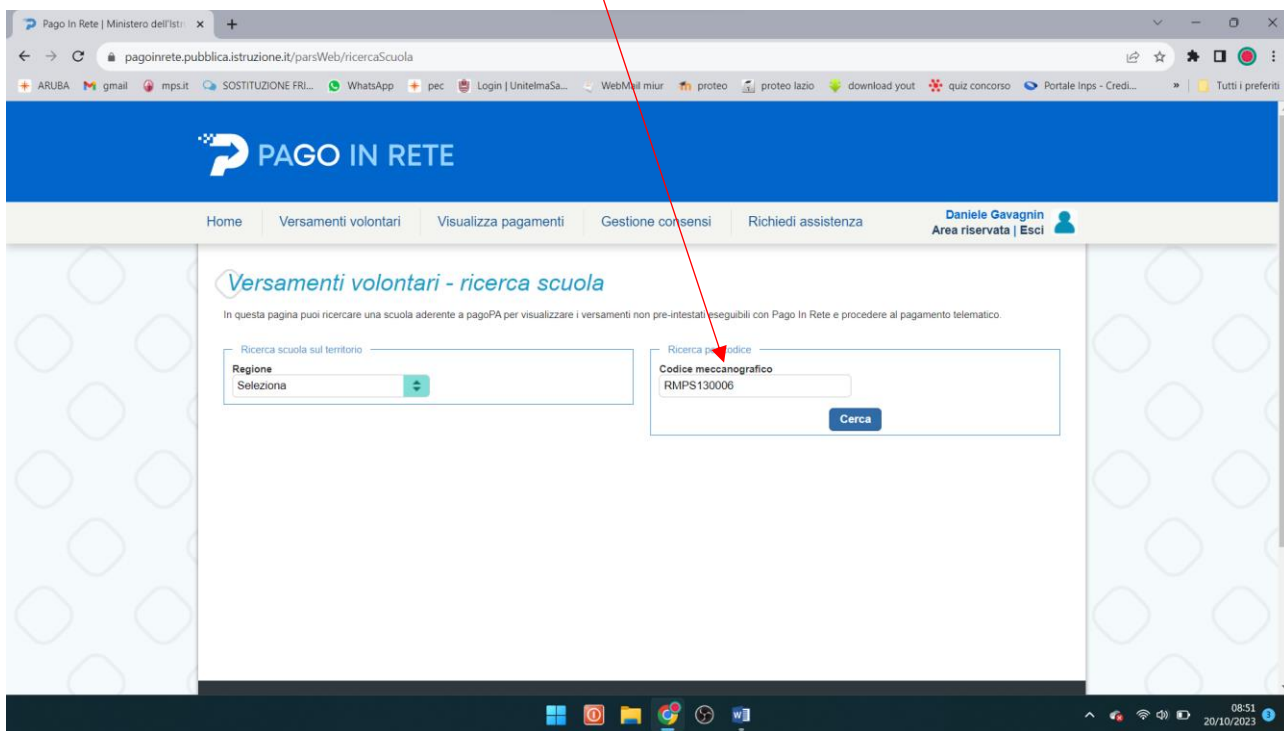 Pago In Rete | Ministero dell'Istr
pagoinrete.pubblica.istruzione.it/parsWeb/ricercaScuola
ARUBA gmail mps.it SOSTITUZIONE FRI... WhatsApp pec Login | UnitelmaSa... WebMail miur proteo proteo lazio download yout quiz concorso Portale Inps - Credi... » Tutti i preferiti
PAGO IN RETE
Home Versamenti volontari Visualizza pagamenti Gestione consensi Richiedi assistenza
Daniele Gavagnin
Area riservata | Esci
Versamenti volontari - ricerca scuola
In questa pagina puoi ricercare una scuola aderente a pagoPA per visualizzare i versamenti non pre-intestati eseguibili con Pago In Rete e procedere al pagamento telematico.
Ricerca scuola sul territorio
Regione
Seleziona
Ricerca per codice
Codice meccanografico
RMPS130006
Cerca
08:51
20/10/2023
3